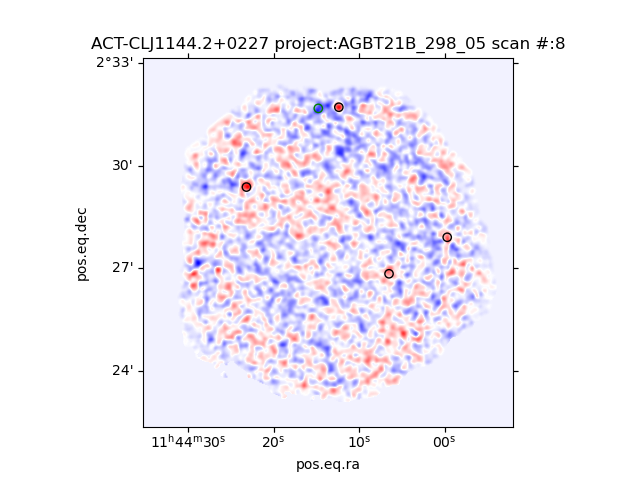 ACT-CLJ1144.2+0227 project:AGBT21B_298_05 scan #:8
2°33'
30'
27'
24'
pos.eq.dec
11ʰ44ᵐ30ˢ 20ˢ 10ˢ 00ˢ
pos.eq.ra